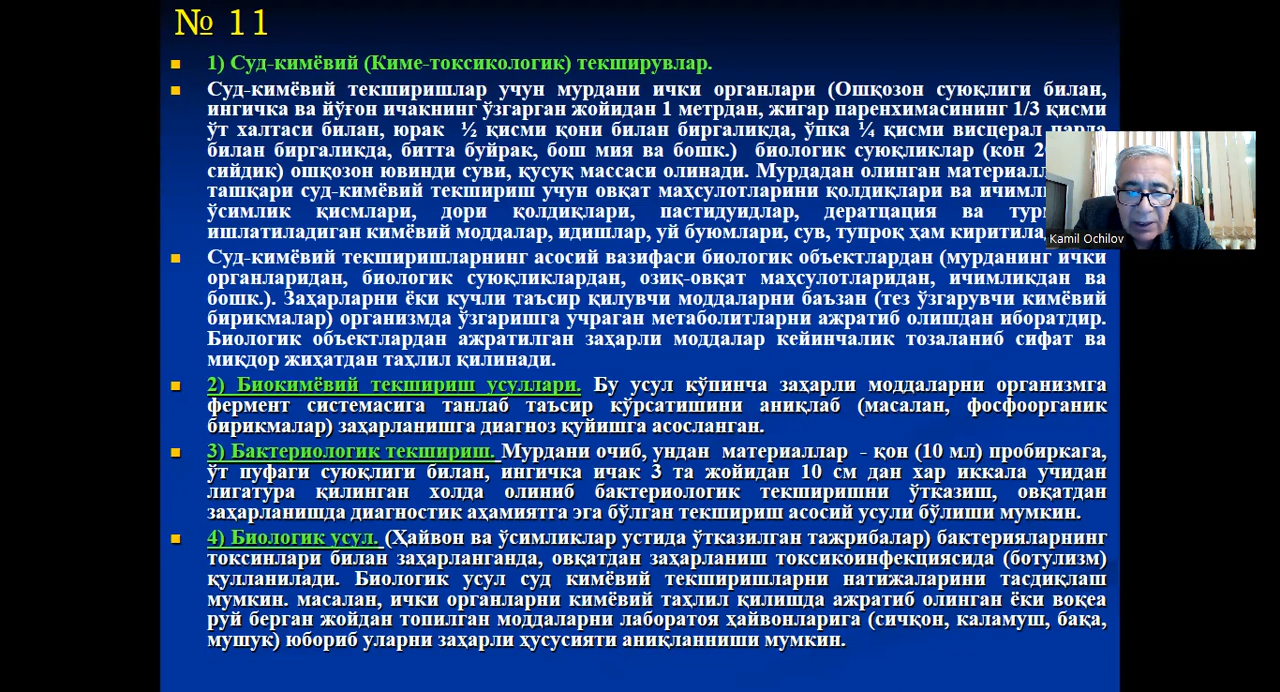 № 11
1) Суд-кимёвий (Киме-токсикологик) текширувлар.
Суд-кимёвий текширишлар учун мурдани ички органлари (Ошқозон суюқлиги билан,
ингичка ва йўғон ичакнинг ўзгарган жойидан 1 метрдан, жигар паренхимасининг 1/3 қисми
ўт халтаси билан, юрак ½ қисми қони билан биргаликда, ўпка ¼ қисми висцерал парда
билан биргаликда, битта буйрак, бош мия ва бошк.) биологик суюқликлар (қон
сийдик) ошқозон ювинди суви, қусуқ массаси олинади. Мурдадан олинган
ташқари суд-кимёвий текшириш учун овқат маҳсулотларини қолдиқлари ва
ўсимлик қисмлари, дори қолдиқлари, пастидуидлар, дератцация ва
ишлатиладиган кимёвий моддалар, идишлар, уй буюмлари, сув, тупроқ ҳам
Суд-кимёвий текширишларнинг асосий вазифаси биологик объектлардан (мурданинг ички
органларидан, биологик суюқликлардан, озиқ-овқат маҳсулотларидан, ичимликдан ва
бошк.). Заҳарларни ёки кучли таъсир қилувчи моддаларни баъзан (тез ўзгарувчи кимёвий
бирикмалар) организмда ўзгаришга учраган метаболитларни ажратиб олишдан иборатдир.
Биологик объектлардан ажратилган заҳарли моддалар кейинчалик тозаланиб сифат ва
миқдор жиҳатдан таҳлил қилинади.
2) Биокимёвий текшириш усуллари. Бу усул кўпинча заҳарли моддаларни организмга
фермент системасига танлаб таъсир кўрсатишини аниқлаб (масалан, фосфоорганик
бирикмалар) заҳарланишга диагноз қуйишга асосланган.
3) Бактериологик текшириш. Мурдани очиб, ундан материаллар - қон (10 мл) пробиркага,
ўт пуфаги суюқлиги билан, ингичка ичак 3 та жойидан 10 см дан хар иккала учидан
лигатура қилинган холда олиниб бактериологик текширишни ўтказиш, овқатдан
заҳарланишда диагностик аҳамиятга эга бўлган текшириш асосий усули бўлиши мумкин.
4) Биологик усул. (Ҳайвон ва ўсимликлар устида ўтказилган тажрибалар) бактерияларнинг
токсинлари билан заҳарланганда, овқатдан заҳарланиш токсикоинфекциясида (ботулизм)
қулланилади. Биологик усул суд кимёвий текширишларни натижаларини тасдиқлаш
мумкин. масалан, ички органларни кимёвий таҳлил қилишда ажратиб олинган ёки воқеа
руй берган жойдан топилган моддаларни лаборатоя ҳайвонларига (сичқон, каламуш, бақа,
мушук) юбориб уларни заҳарли ҳусусияти аниқланниши мумкин.
Kamil Ochilov